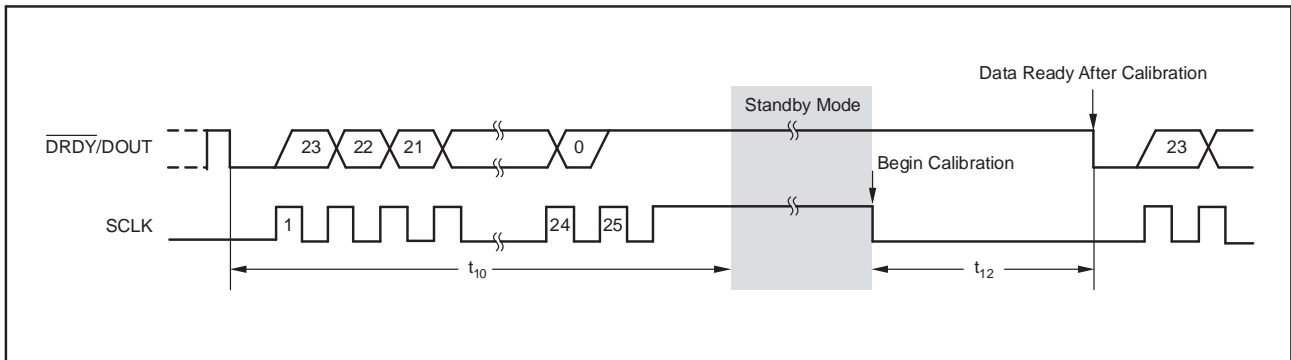 Data Ready After Calibration
Standby Mode
DRDY/DOUT
23 22 21 0 23
Begin Calibration
SCLK
1 24 25
t10
t12